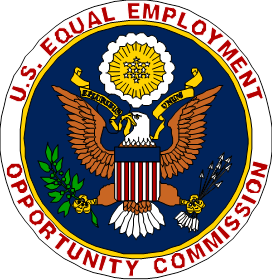 U.S. EQUAL EMPLOYMENT
OPPORTUNITY COMMISSION